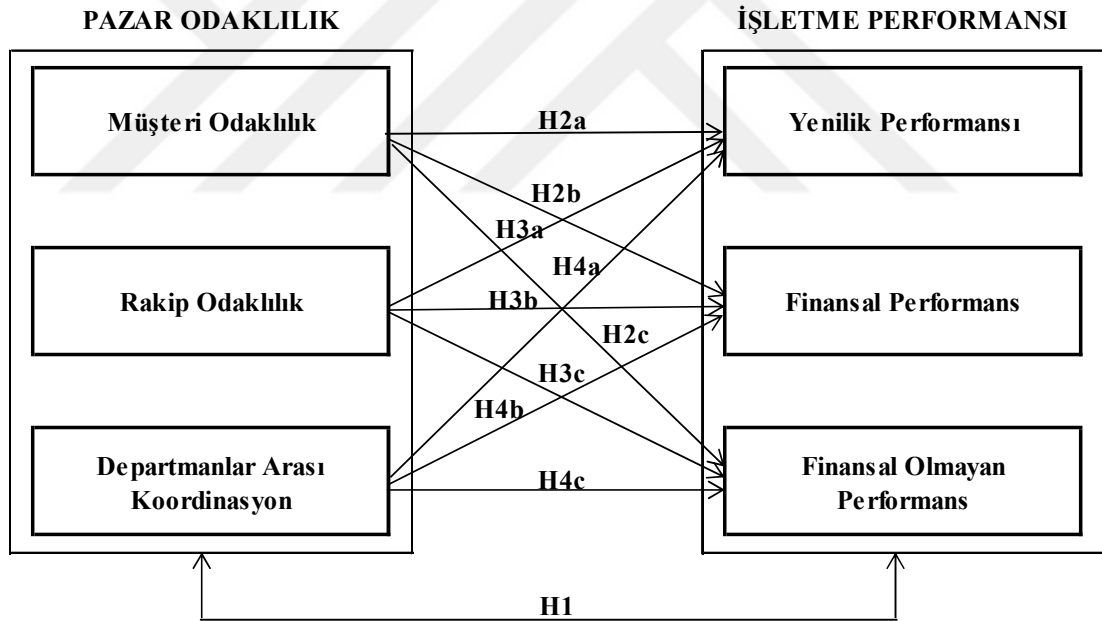 PAZAR ODAKLILIK
İŞLETME PERFORMANSI
Müşteri Odaklılık
H2a
Yenilik Performansı
H2b
H3a
H4a
Rakip Odaklılık
H3b
Finansal Performans
H2c
H3c
H4b
Departmanlar Arası
Koordinasyon
H4c
Finansal Olmayan
Performans
H1